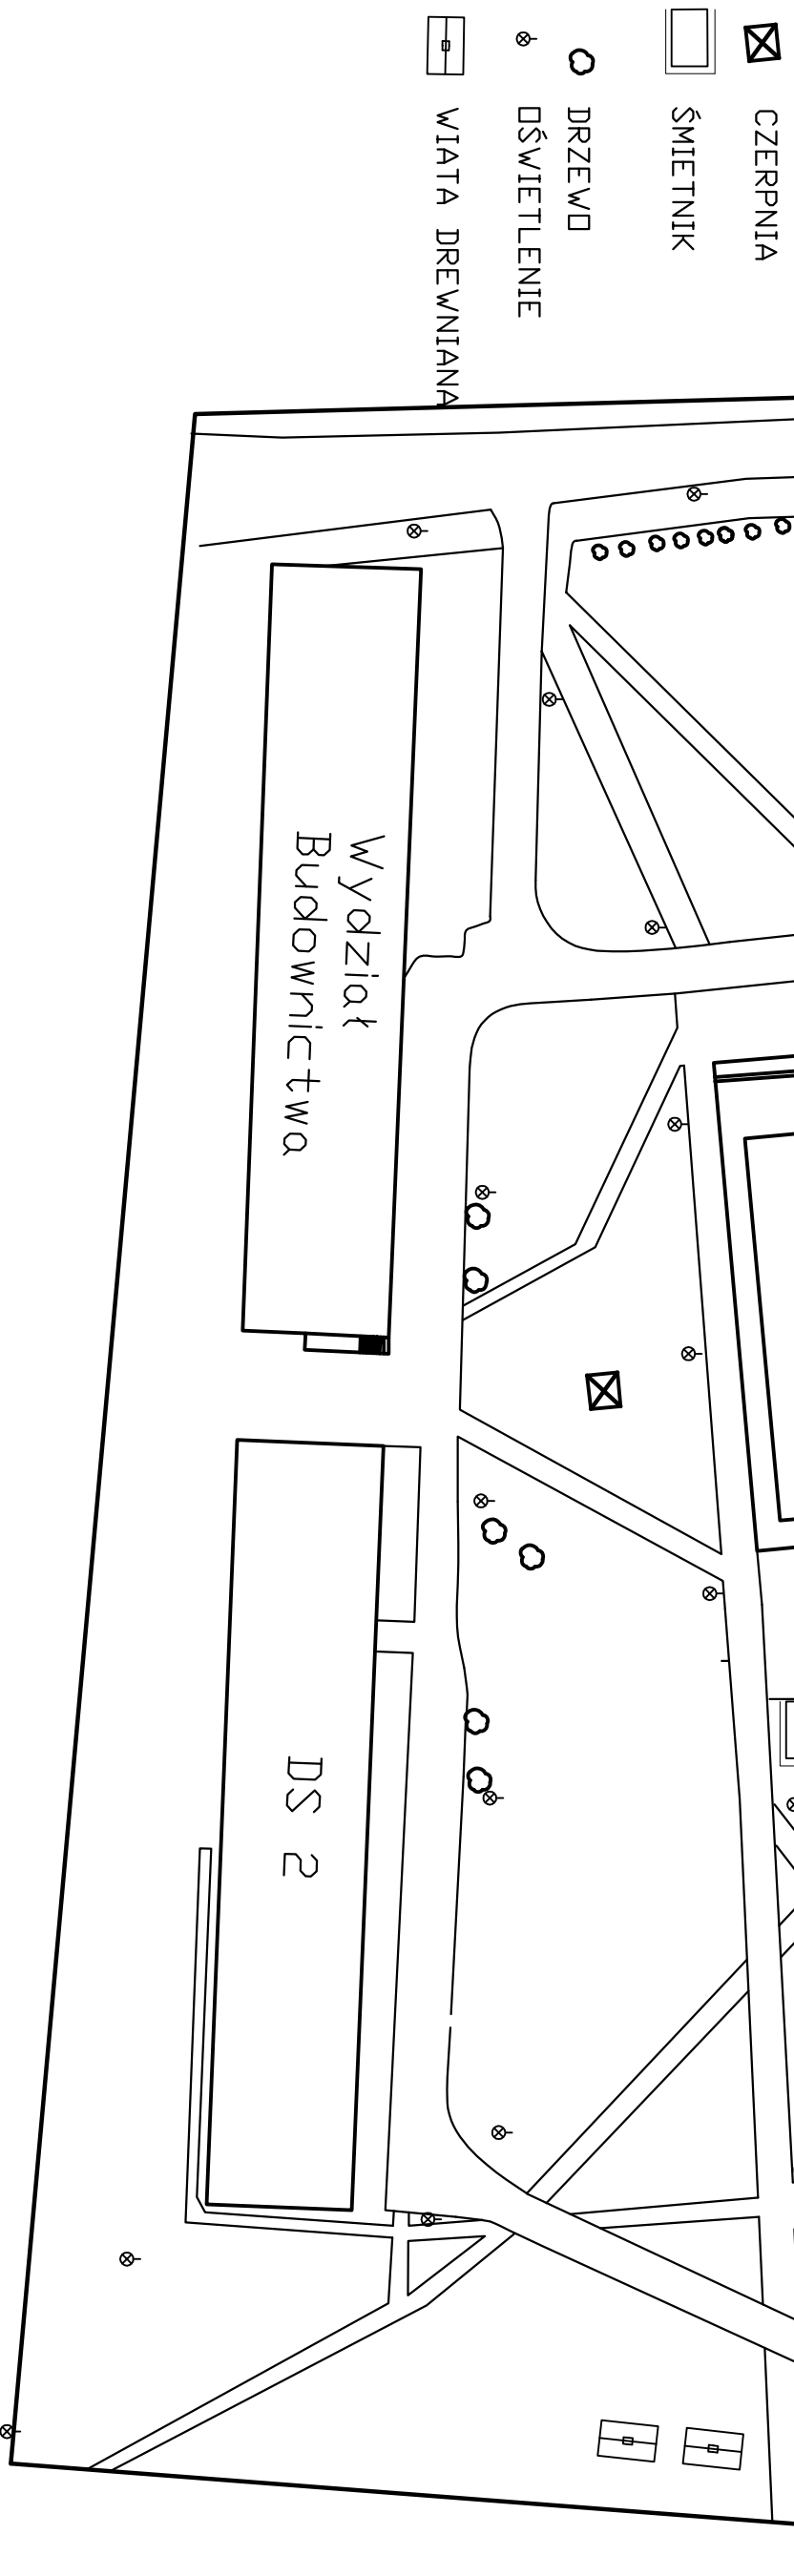 CZERPNIA
ŚMIETNIK
DRZEWO
OŚWIETLENIE
WIATA DREWNIANA
Wydział
Budownictwa
DS 2